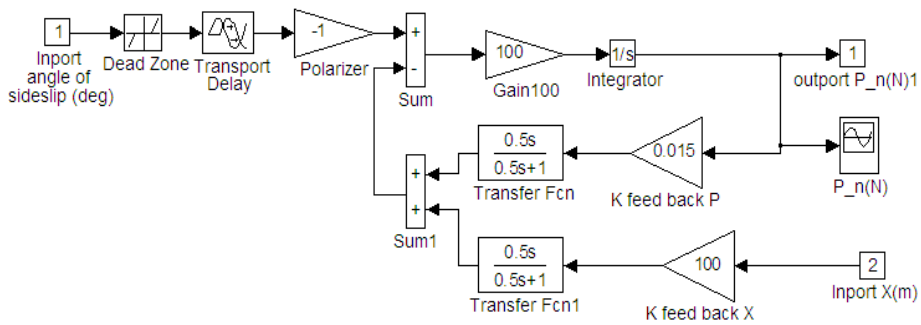 1
Inport
angle of
sideslip (deg)
Dead Zone
Transport
Delay
-1
Polarizer
+
-
Sum
100
Gain100
1/s
Integrator
1
outport P_n(N)1
P_n(N)
0.015
K feed back P
0.5s
0.5s+1
Transfer Fcn
+
+
Sum1
0.5s
0.5s+1
Transfer Fcn1
100
K feed back X
2
Inport X(m)